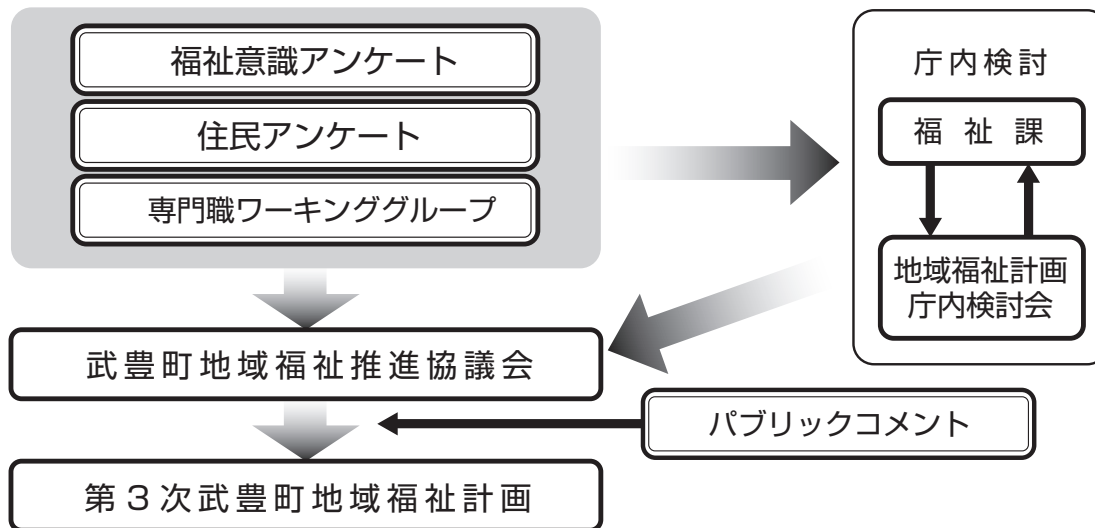 福祉意識アンケート
住民アンケート
専門職ワーキンググループ
庁内検討
福祉課
地域福祉計画
庁内検討会
武豊町地域福祉推進協議会
パブリックコメント
第3次武豊町地域福祉計画